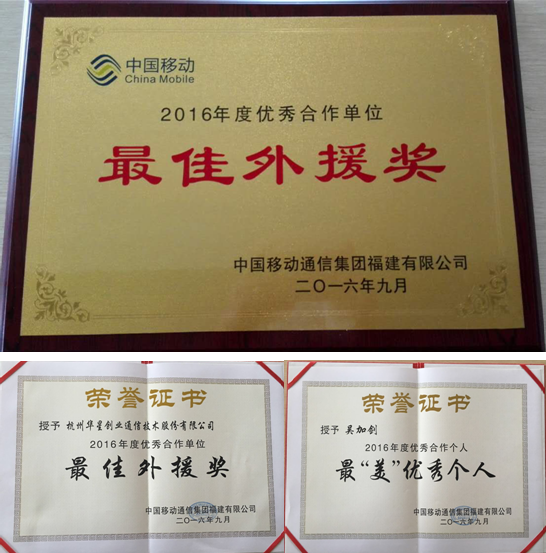 中国移动
China Mobile
2016年度优秀合作单位
最佳外援奖
中国移动通信集团福建有限公司
二〇一六年九月
荣誉证书
授予 杭州华星创业通信技术股份有限公司
2016年度优秀合作单位
最佳外援奖
中国移动通信集团福建有限公司
二〇一六年九月
荣誉证书
授予 吴加剑
2016年度优秀合作个人
最“美”优秀个人
中国移动通信集团福建有限公司
二〇一六年九月